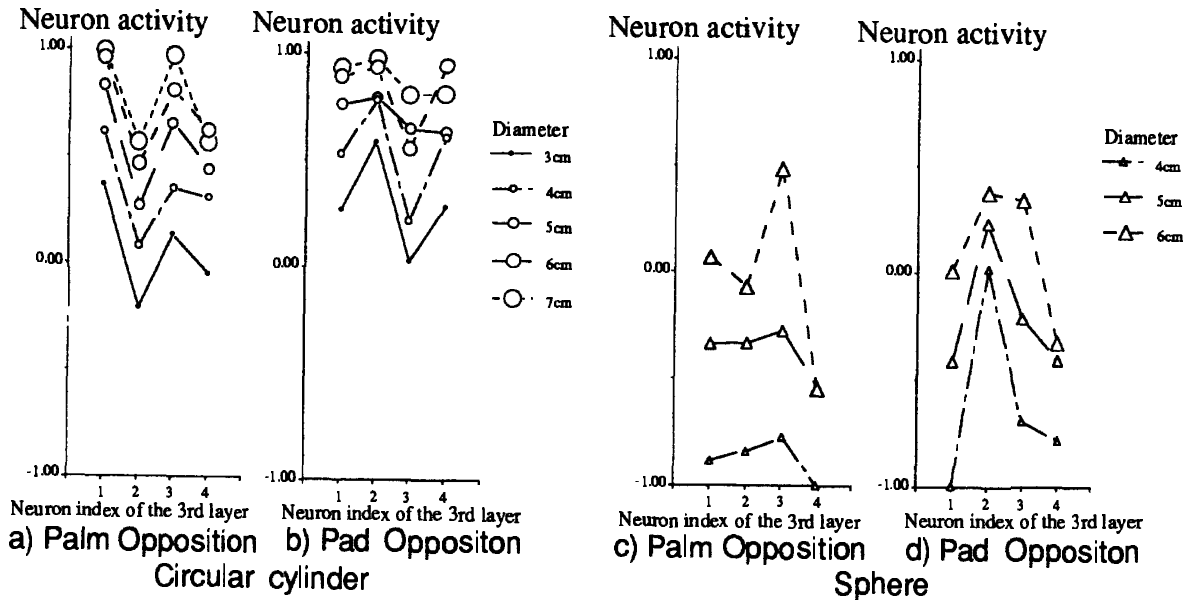 Neuron activity
1.00
0.00
-1.00
1 2 3 4
Neuron index of the 3rd layer
a) Palm Opposition
Neuron activity
1.00
0.00
-1.00
1 2 3 4
b) Pad Oppositon
Circular cylinder
Diameter
3cm
4cm
5cm
6cm
7cm
Neuron activity
1.00
0.00
-1.00
1 2 3 4
Neuron index of the 3rd layer
c) Palm Opposition
Neuron activity
1.00
0.00
-1.00
1 2 3 4
Neuron index of the 3rd layer
d) Pad Oppositon
Sphere
Diameter
4cm
5cm
6cm
Neuron index of the 3rd layer